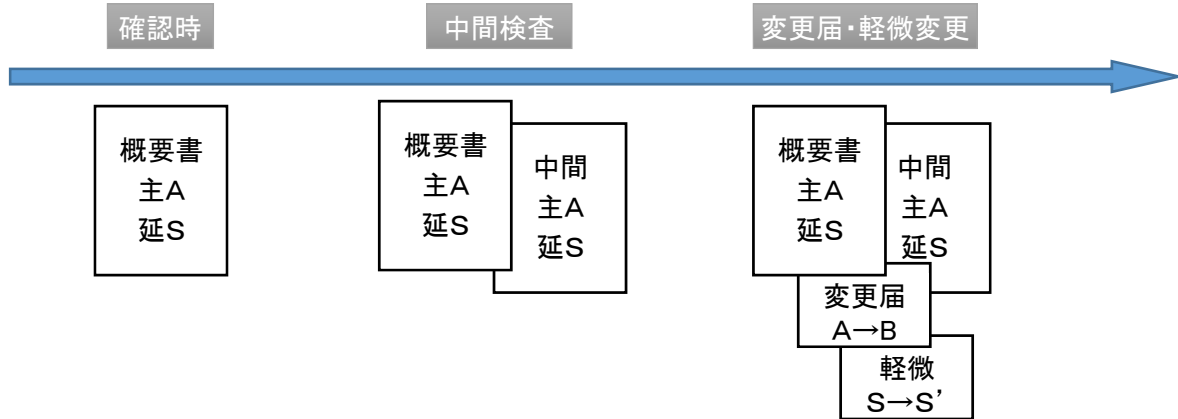 確認時
中間検査
変更届・軽微変更
概要書
主A
延S
概要書
主A
延S
中間
主A
延S
概要書
主A
延S
中間
主A
延S
変更届
A→B
軽微
S→S’